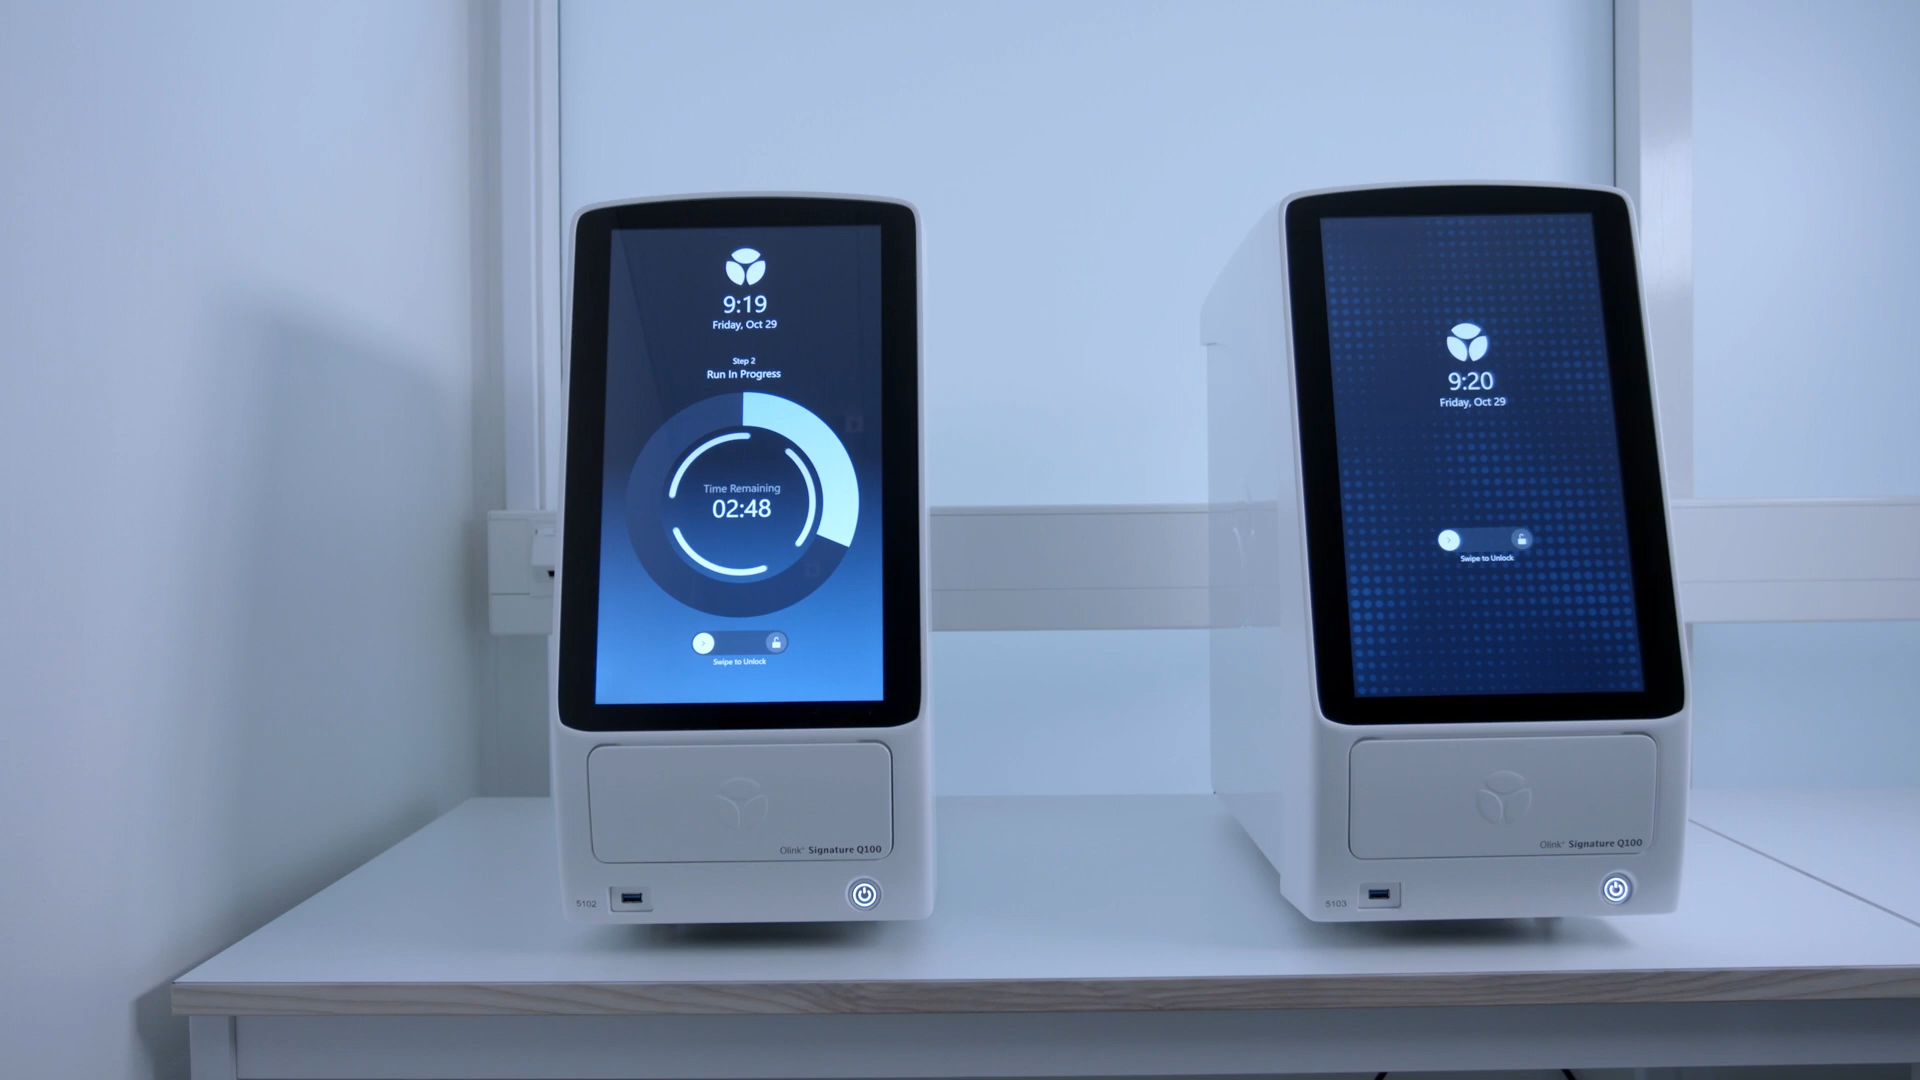 9:19
Friday, Oct 29
Step 2
Run In Progress
Time Remaining
02:48
Swipe to Unlock
Olink® Signature Q100
5102
9:20
Friday, Oct 29
Swipe to Unlock
Olink® Signature Q100
5103